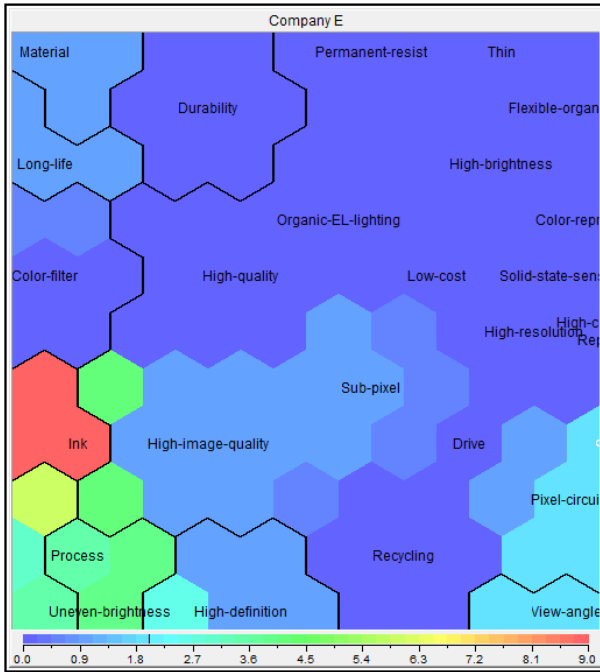 Company E
Material
Permanent-resist
Thin
Durability
Flexible-organ
Long-life
High-brightness
Organic-EL-lighting
Color-repr
Color-filter
High-quality
Low-cost
Solid-state-sens
High-c
High-resolution
Rep
Sub-pixel
Ink
High-image-quality
Drive
Pixel-circui
Process
Recycling
Uneven-brightness
High-definition
View-angle
0.0 0.9 1.8 2.7 3.6 4.5 5.4 6.3 7.2 8.1 9.0